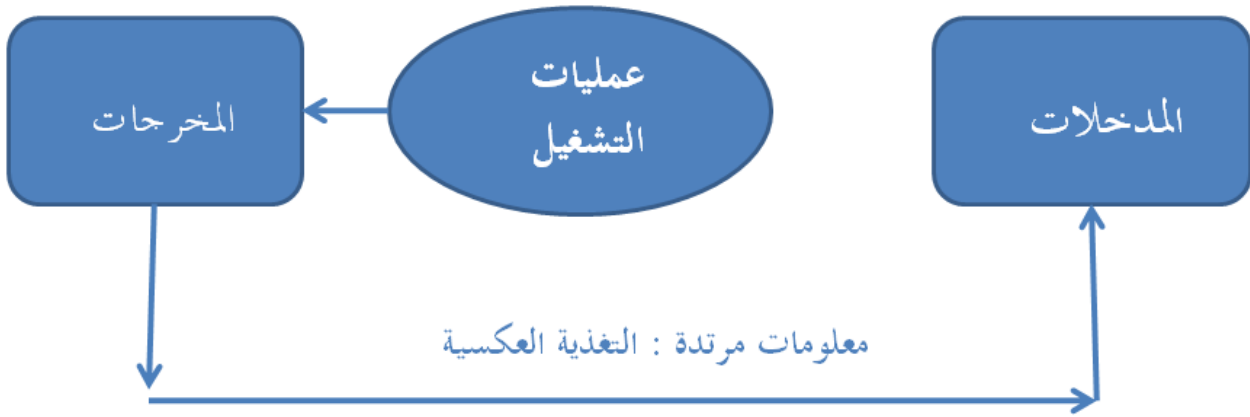 المدخلات
عمليات
التشغيل
المخرجات
معلومات مرتدة : التغذية العكسية